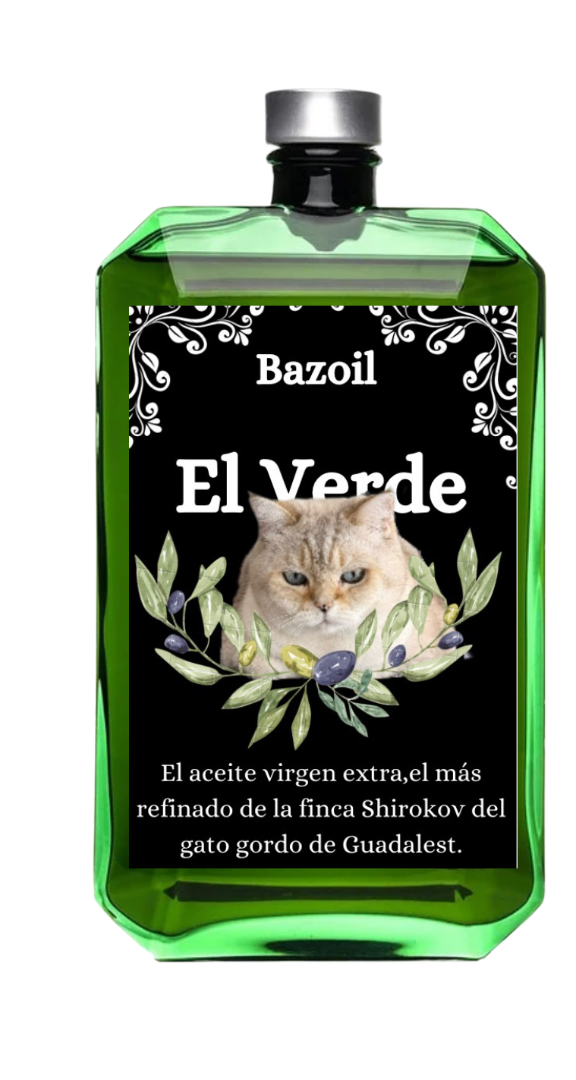 Bazoil
El Verde
El aceite virgen extra,el más
refinado de la finca Shirokov del
gato gordo de Guadalest.